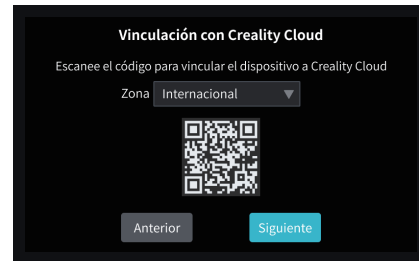 Vinculación con Creality Cloud
Escanee el código para vincular el dispositivo a Creality Cloud
Zona Internacional
Anterior Siguiente